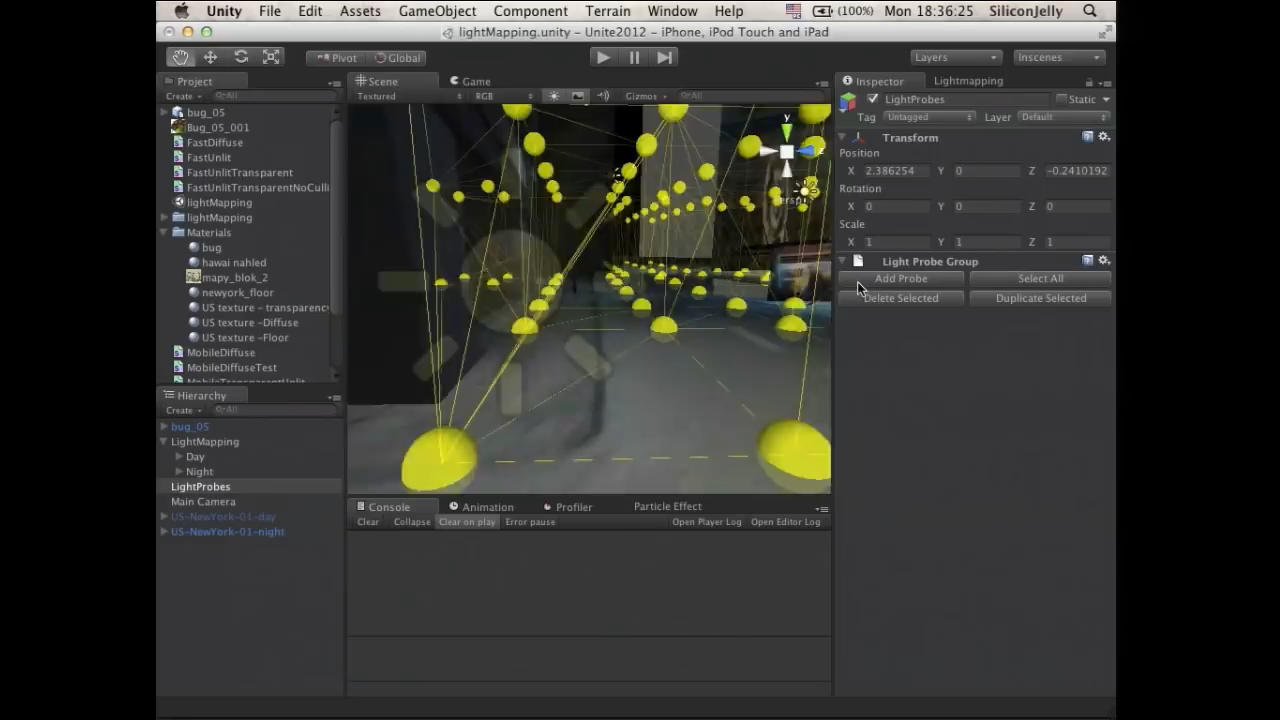 Unity File Edit Assets GameObject Component Terrain Window Help (100%) Mon 18:36:25 SiliconJelly
lightMapping.unity - Unite2012 - iPhone, iPod Touch and iPad
Pivot Global Layers Inscenes
Project
Create All
bug_05
Bug_05_001
FastDiffuse
FastUnlit
FastUnlitTransparent
FastUnlitTransparentNoCulli
lightMapping
lightMapping
Materials
bug
hawai nahled
mapy_blok_2
newyork_floor
US texture - transparency
US texture -Diffuse
US texture -Floor
MobileDiffuse
MobileDiffuseTest
MobileTransparentUnlit
Hierarchy
Create All
bug_05
LightMapping
Day
Night
LightProbes
Main Camera
US-NewYork-01-day
US-NewYork-01-night
Scene Game
Textured RGB Gizmos All
y
z
Persp
Console Animation Profiler Particle Effect
Clear Collapse Clear on play Error pause Open Player Log Open Editor Log
Inspector Lightmapping
LightProbes Static
Tag Untagged Layer Default
Transform
Position
X 2.386254 Y 0 Z -0.2410192
Rotation
X 0 Y 0 Z 0
Scale
X 1 Y 1 Z 1
Light Probe Group
Add Probe Select All
Delete Selected Duplicate Selected